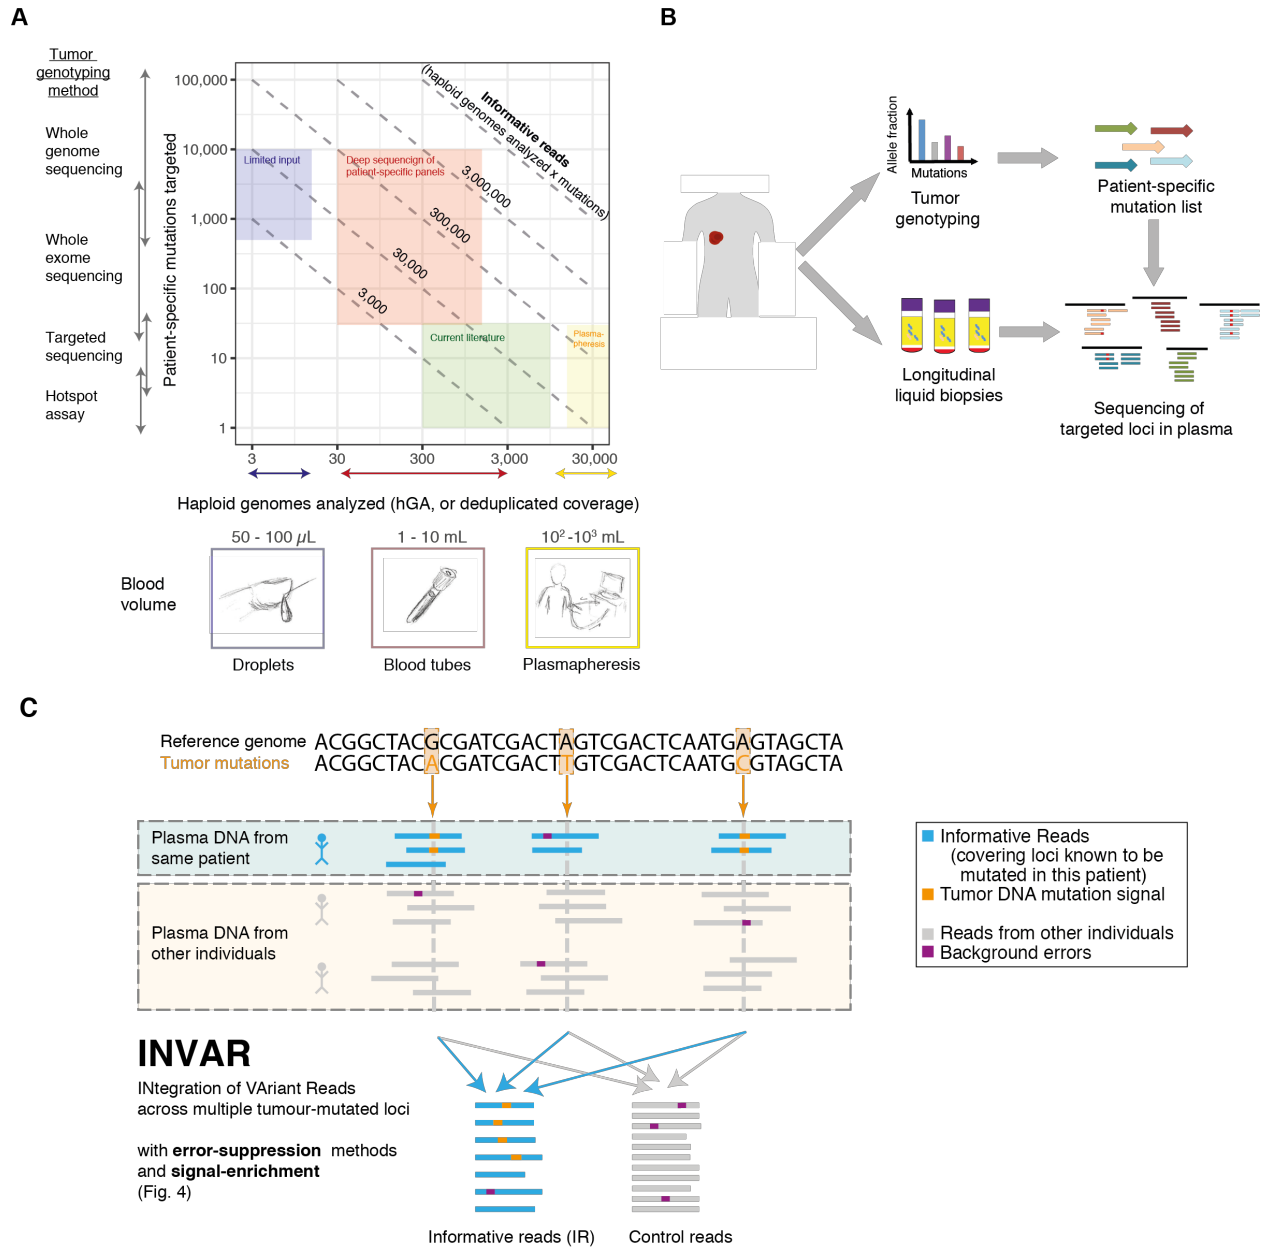 A
Tumor
genotyping
method
Whole
genome
sequencing
Whole
exome
sequencing
Targeted
sequencing
Hotspot
assay
Patient-specific mutations targeted
100,000
10,000
1,000
100
10
1
Limited input
Deep sequencign of
patient-specific panels
Current literature
Plasma-
pheresis
Informative reads
(haploid genomes analyzed x mutations)
3,000,000
300,000
30,000
3,000
3
30
300
3,000
30,000
Haploid genomes analyzed (hGA, or deduplicated coverage)
Blood
volume
50 - 100 µL
1 - 10 mL
10²-10³ mL
Droplets
Blood tubes
Plasmapheresis
B
Allele fraction
Mutations
Tumor
genotyping
Patient-specific
mutation list
Longitudinal
liquid biopsies
Sequencing of
targeted loci in plasma
C
Reference genome ACGGCTACGCGATCGACTAGTCGACTCAATGAGTAGCTA
Tumor mutations ACGGCTACACGATCGACTTGTCGACTCAATGCGTAGCTA
Plasma DNA from
same patient
Plasma DNA from
other individuals
Informative Reads
(covering loci known to be
mutated in this patient)
Tumor DNA mutation signal
Reads from other individuals
Background errors
INVAR
INtegration of VAriant Reads
across multiple tumour-mutated loci
with error-suppression methods
and signal-enrichment
(Fig. 4)
Informative reads (IR)
Control reads